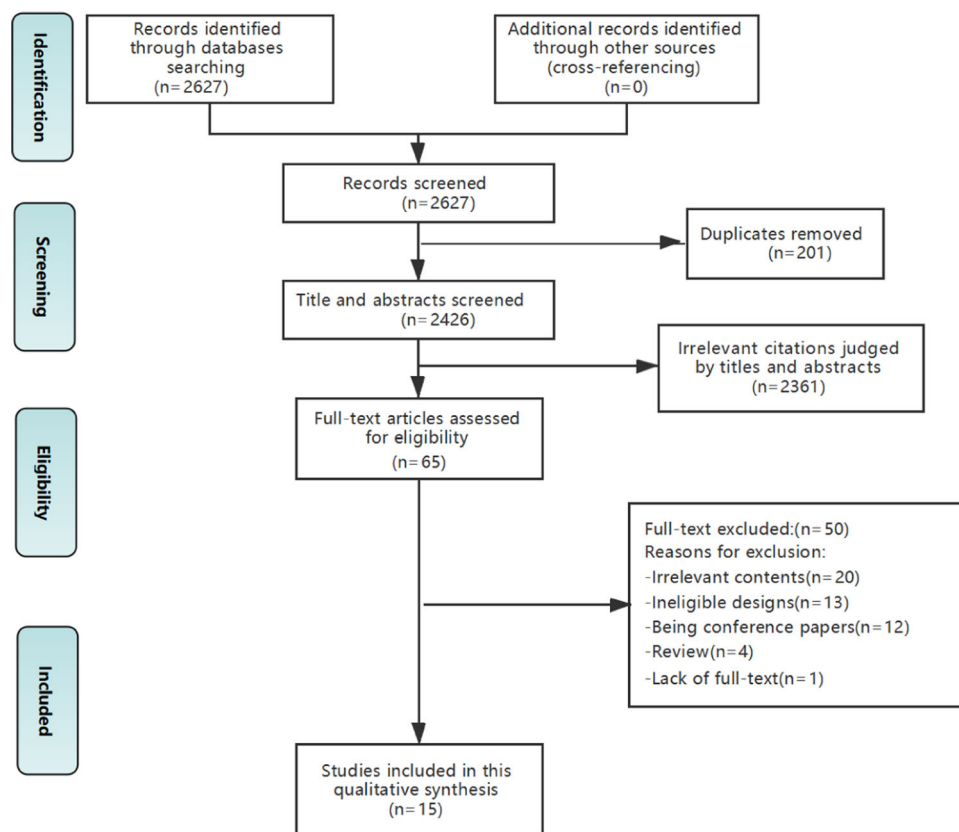 Identification
Records identified
through databases
searching
(n=2627)
Additional records identified
through other sources
(cross-referencing)
(n=0)
Records screened
(n=2627)
Screening
Duplicates removed
(n=201)
Title and abstracts screened
(n=2426)
Irrelevant citations judged
by titles and abstracts
(n=2361)
Eligibility
Full-text articles assessed
for eligibility
(n=65)
Full-text excluded:(n=50)
Reasons for exclusion:
-Irrelevant contents(n=20)
-Ineligible designs(n=13)
-Being conference papers(n=12)
-Review(n=4)
-Lack of full-text(n=1)
Included
Studies included in this
qualitative synthesis
(n=15)